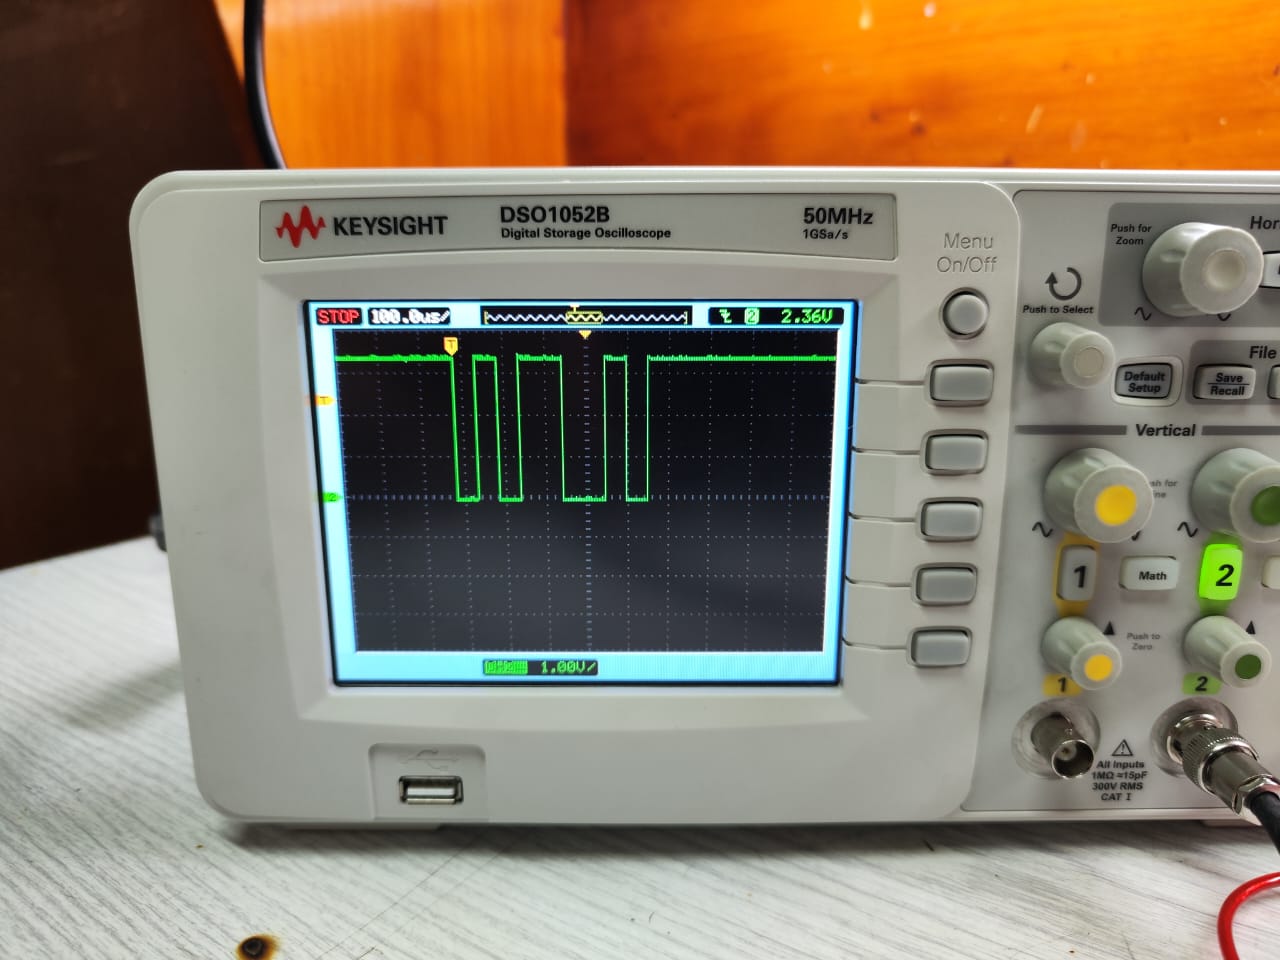 KEYSIGHT
DSO1052B
Digital Storage Oscilloscope
50MHz
1GSa/s
Menu
On/Off
STOP
100.0us/
T
2
2.36V
T
T
2
1.00V/
Push for
Zoom
Push to Select
Default
Setup
Save
Recall
File
Vertical
1
Math
2
Push to
Zero
1
2
All Inputs
1MΩ ≈15pF
300V RMS
CAT I